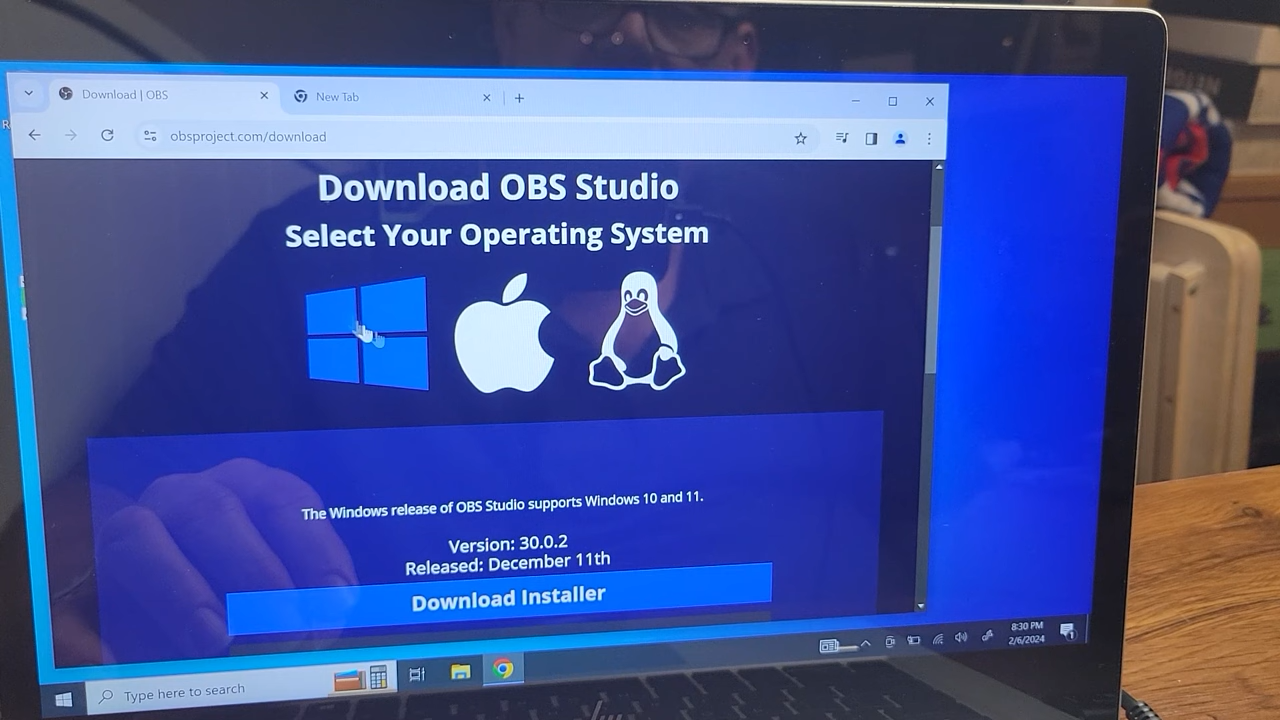 Download | OBS
New Tab
obsproject.com/download
Download OBS Studio
Select Your Operating System
The Windows release of OBS Studio supports Windows 10 and 11.
Version: 30.0.2
Released: December 11th
Download Installer
8:30 PM
2/6/2024
1
Type here to search
hp